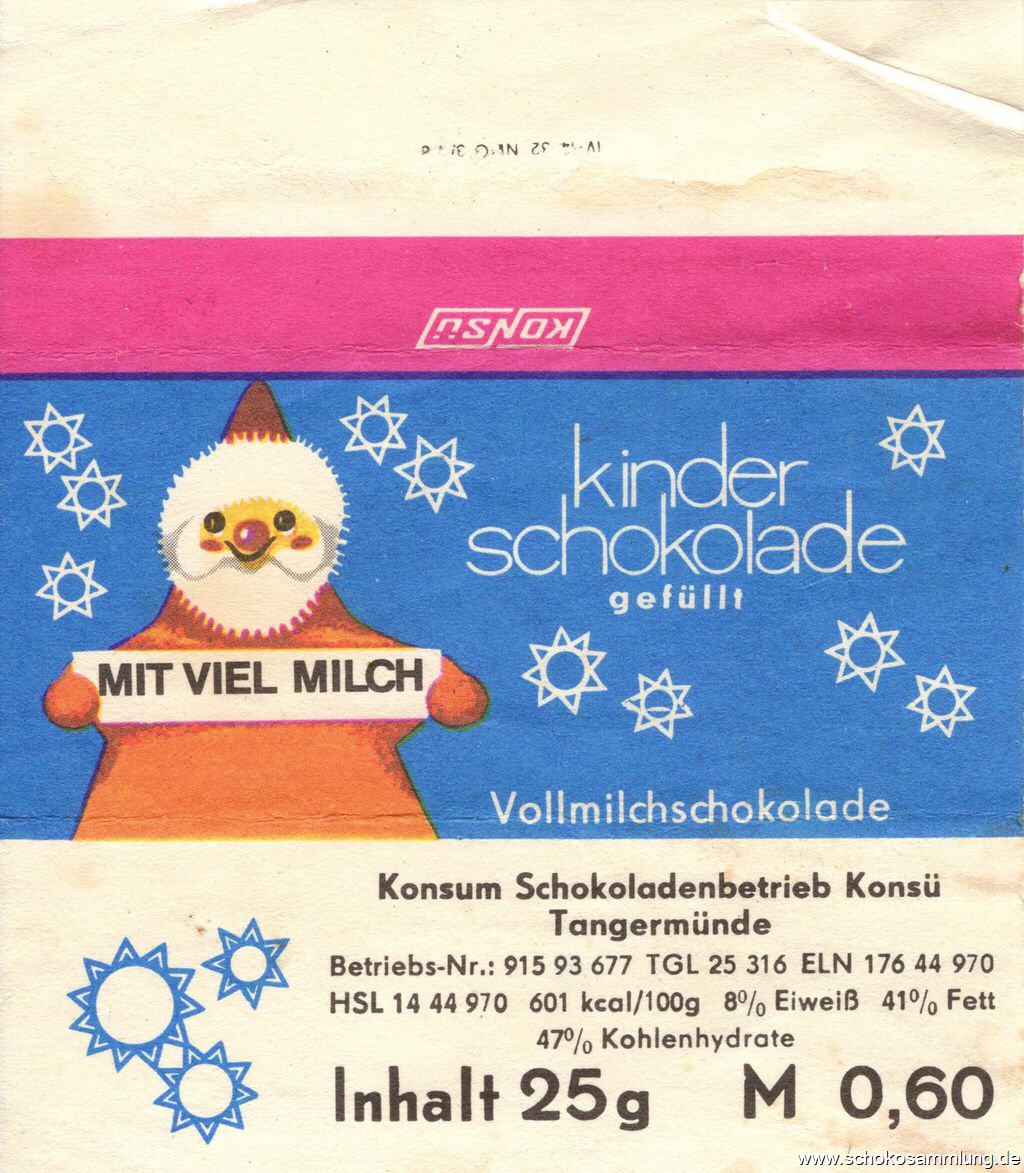 KONSÜ
kinder
schokolade
gefüllt
MIT VIEL MILCH
Vollmilchschokolade
Konsum Schokoladenbetrieb Konsü
Tangermünde
Betriebs-Nr.: 915 93 677 TGL 25 316 ELN 176 44 970
HSL 14 44 970 601 kcal/100g 8% Eiweiß 41% Fett
47% Kohlenhydrate
Inhalt 25g M 0,60
www.schokosammlung.de